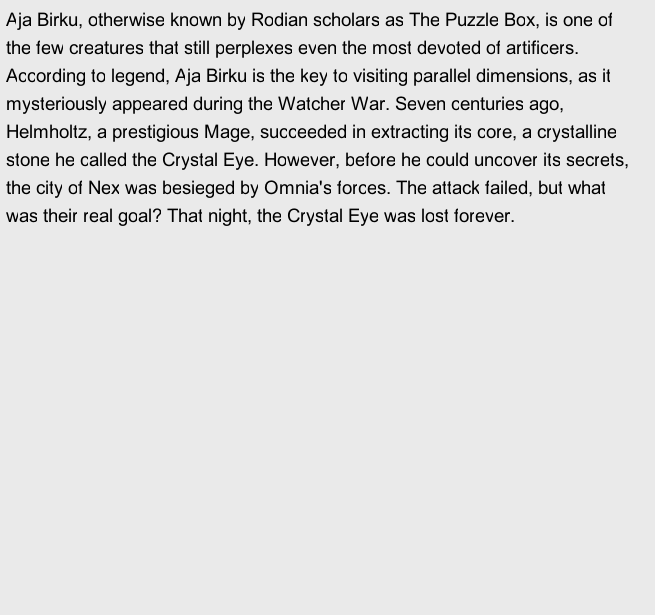 Aja Birku, otherwise known by Rodian scholars as The Puzzle Box, is one of
the few creatures that still perplexes even the most devoted of artificers.
According to legend, Aja Birku is the key to visiting parallel dimensions, as it
mysteriously appeared during the Watcher War. Seven centuries ago,
Helmholtz, a prestigious Mage, succeeded in extracting its core, a crystalline
stone he called the Crystal Eye. However, before he could uncover its secrets,
the city of Nex was besieged by Omnia's forces. The attack failed, but what
was their real goal? That night, the Crystal Eye was lost forever.